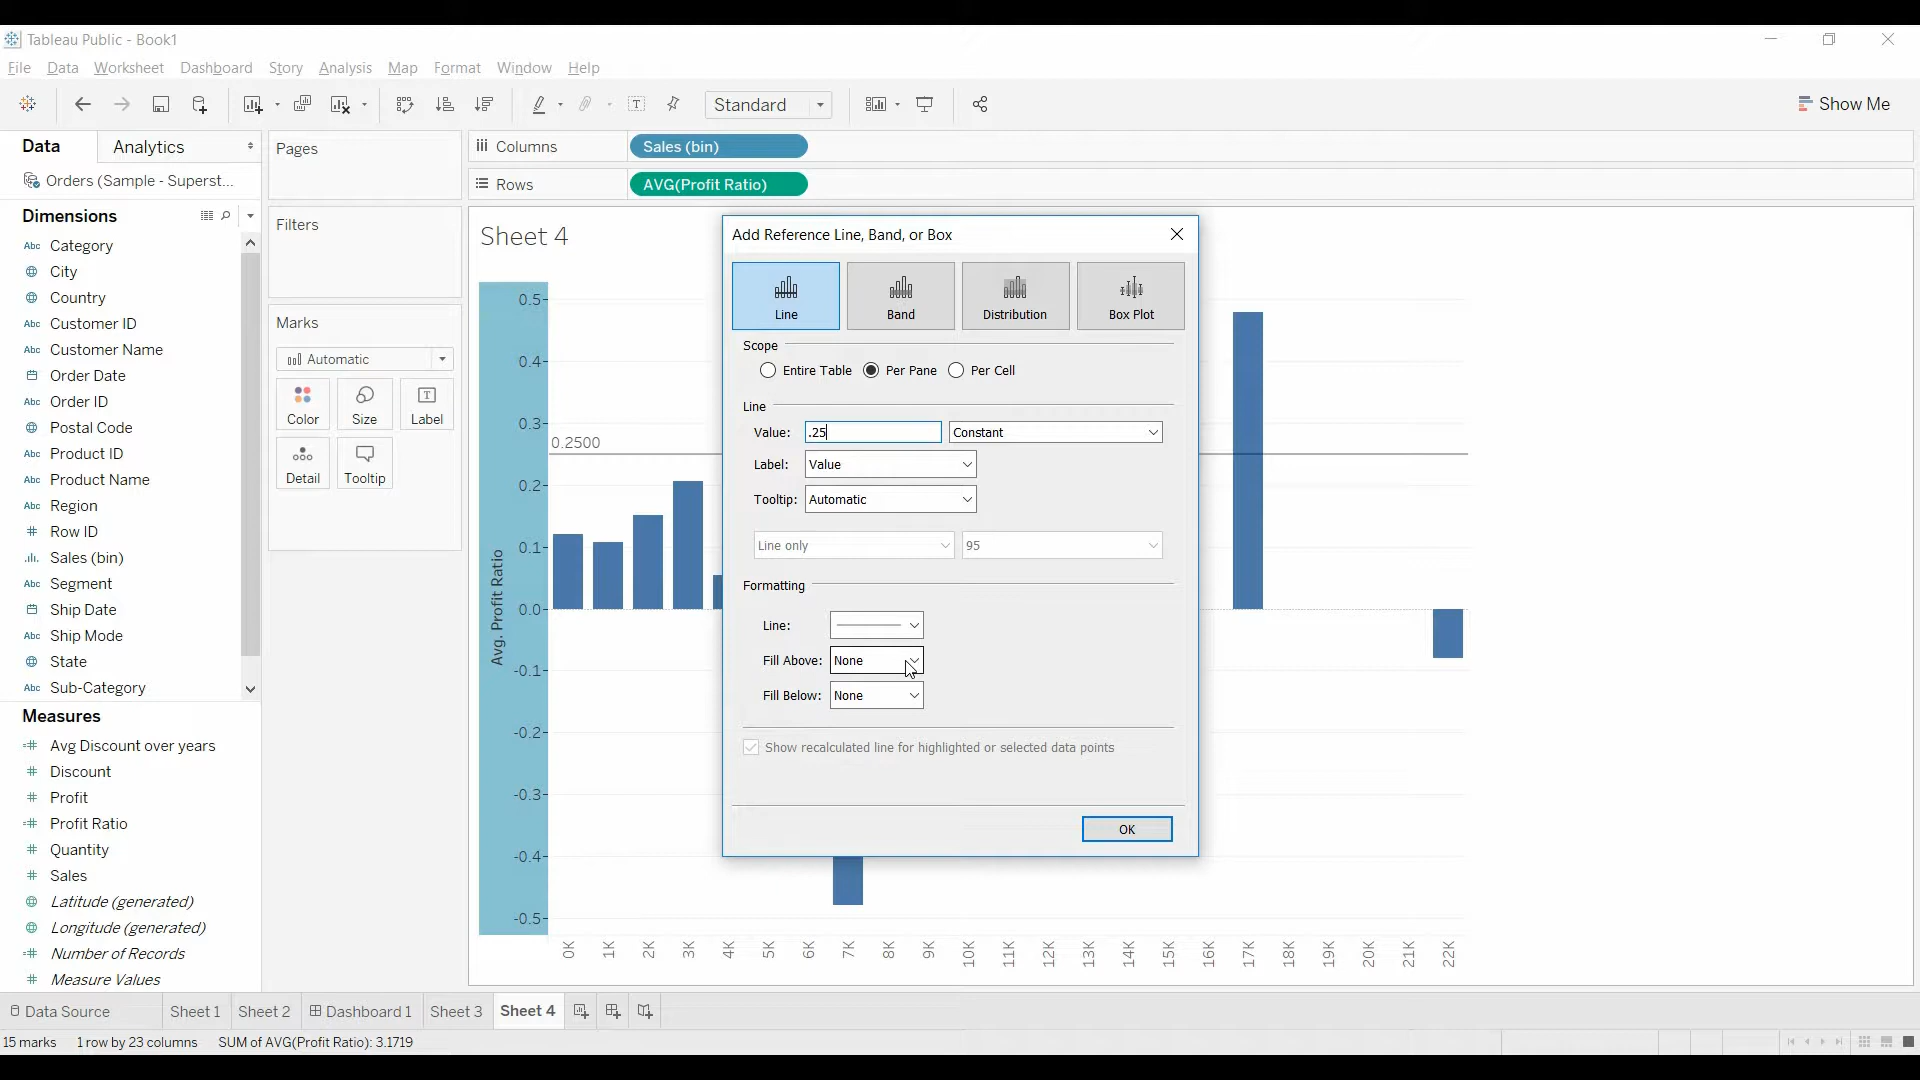 Tableau Public - Book1
File Data Worksheet Dashboard Story Analysis Map Format Window Help
Standard
Show Me
Data Analytics
Orders (Sample - Superst...
Dimensions
Abc Category
City
Country
Abc Customer ID
Abc Customer Name
Order Date
Abc Order ID
Postal Code
Abc Product ID
Abc Product Name
Abc Region
# Row ID
Sales (bin)
Abc Segment
Ship Date
Abc Ship Mode
State
Abc Sub-Category
Measures
=# Avg Discount over years
# Discount
# Profit
=# Profit Ratio
# Quantity
# Sales
Latitude (generated)
Longitude (generated)
=# Number of Records
# Measure Values
Pages
Filters
Marks
Automatic
Color Size Label
Detail Tooltip
Columns Sales (bin)
Rows AVG(Profit Ratio)
Sheet 4
Avg. Profit Ratio
0.5
0.4
0.3
0.2500
0.2
0.1
0.0
-0.1
-0.2
-0.3
-0.4
-0.5
0K 1K 2K 3K 4K 5K 6K 7K 8K 9K 10K 11K 12K 13K 14K 15K 16K 17K 18K 19K 20K 21K 22K
Add Reference Line, Band, or Box
Line Band Distribution Box Plot
Scope
Entire Table Per Pane Per Cell
Line
Value: .25 Constant
Label: Value
Tooltip: Automatic
Line only 95
Formatting
Line:
Fill Above: None
Fill Below: None
Show recalculated line for highlighted or selected data points
OK
Data Source Sheet 1 Sheet 2 Dashboard 1 Sheet 3 Sheet 4
15 marks 1 row by 23 columns SUM of AVG(Profit Ratio): 3.1719